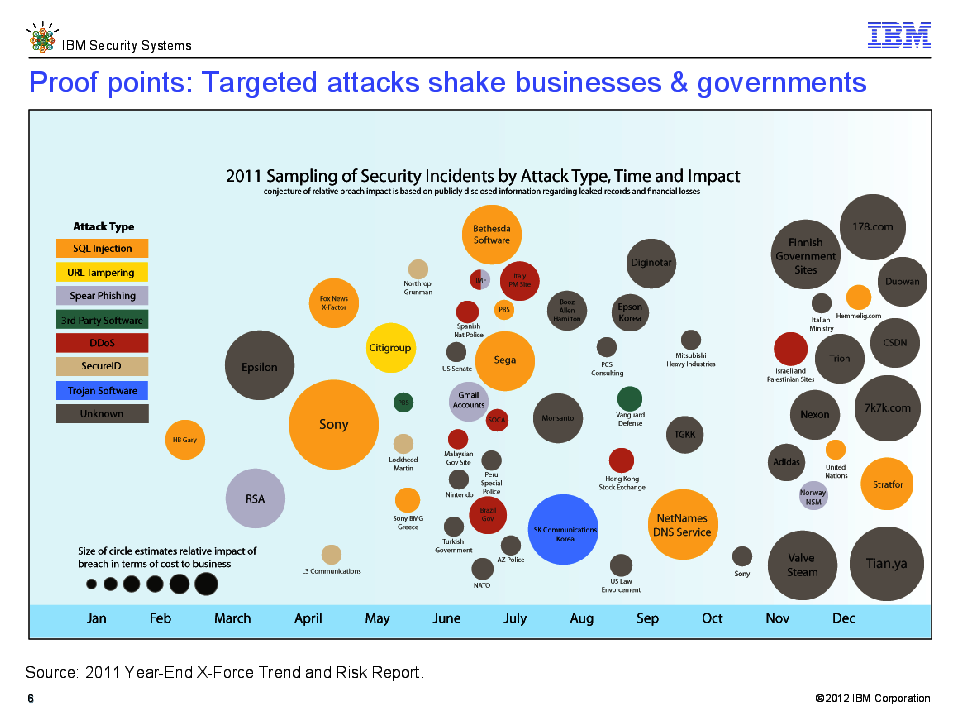 IBM Security Systems
IBM
Proof points: Targeted attacks shake businesses & governments
2011 Sampling of Security Incidents by Attack Type, Time and Impact
conjecture of relative breach impact is based on publicly disclosed information regarding leaked records and financial losses
Attack Type
SQL Injection
URL Tampering
Spear Phishing
3rd Party Software
DDoS
SecureID
Trojan Software
Unknown
Size of circle estimates relative impact of
breach in terms of cost to business
HB Gary
Epsilon
RSA
Fox News
X-Factor
Sony
L3 Communications
Citigroup
PBS
Lockheed
Martin
Sony BMG
Greece
Northrop
Grunman
Bethesda
Software
IMF
Italy
PM Site
Spanish
Nat Police
PBS
US Senate
Sega
Gmail
Accounts
SOCA
Malaysian
Gov Site
Peru
Special
Police
Nintendo
Brazil
Gov
Turkish
Government
AZ Police
NATO
Booz
Allen
Hamilton
Monsanto
SK Communications
Korea
Diginotar
Epson
Korea
PCS
Consulting
Vanguard
Defense
Hong Kong
Stock Exchange
US Law
Enforcement
Mitsubishi
Heavy Industries
TGKK
NetNames
DNS Service
Sony
Finnish
Government
Sites
178.com
Duowan
Italian
Ministry
Hemmelig.com
Israeli and
Palestinian Sites
Trion
CSDN
Nexon
7k7k.com
Adidas
United
Nations
Norway
NSM
Stratfor
Valve
Steam
Tian.ya
Jan Feb March April May June July Aug Sep Oct Nov Dec
Source: 2011 Year-End X-Force Trend and Risk Report.
6
© 2012 IBM Corporation